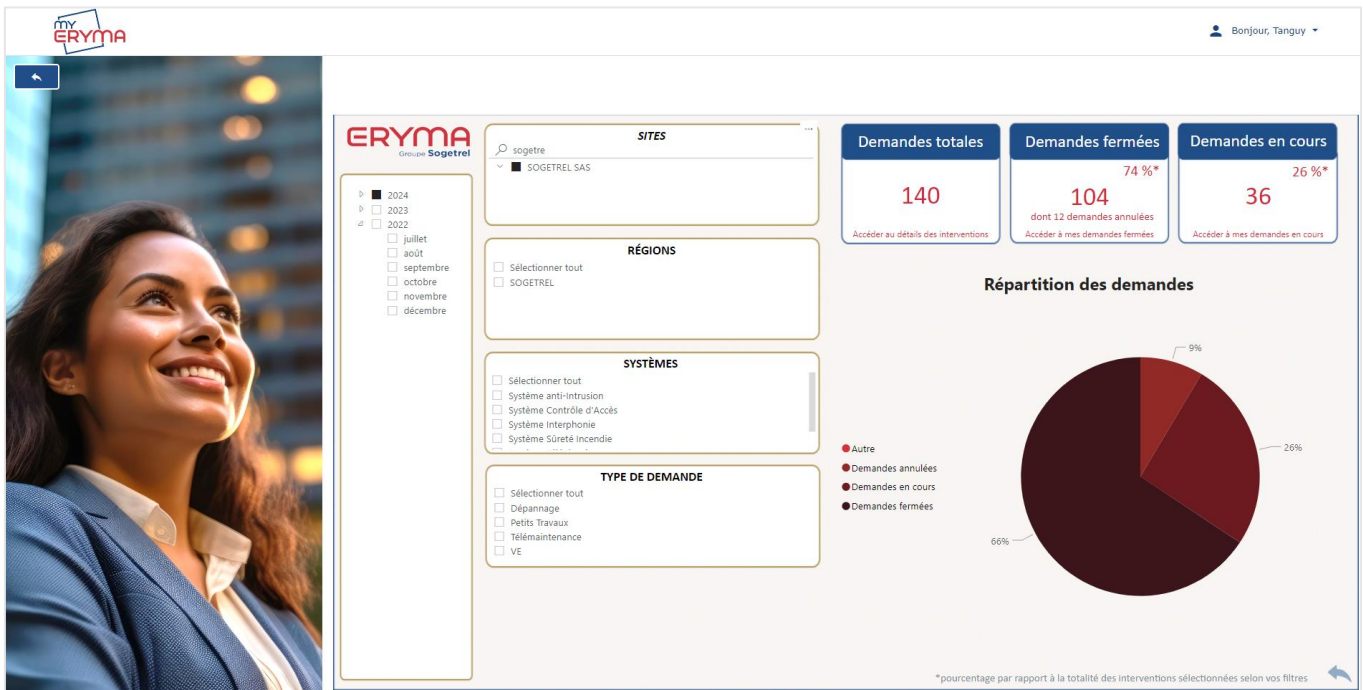 MY
ERYMA
Bonjour, Tanguy
ERYMA
Groupe Sogetrel
2024
2023
2022
juillet
août
septembre
octobre
novembre
décembre
SITES
...
sogetre
SOGETREL SAS
RÉGIONS
Sélectionner tout
SOGETREL
SYSTÈMES
Sélectionner tout
Système anti-Intrusion
Système Contrôle d'Accès
Système Interphonie
Système Sûreté Incendie
TYPE DE DEMANDE
Sélectionner tout
Dépannage
Petits Travaux
Télémaintenance
VE
Demandes totales
140
Accéder au détails des interventions
Demandes fermées
74 %*
104
dont 12 demandes annulées
Accéder à mes demandes fermées
Demandes en cours
26 %*
36
Accéder à mes demandes en cours
Répartition des demandes
Autre
Demandes annulées
Demandes en cours
Demandes fermées
9%
26%
66%
*pourcentage par rapport à la totalité des interventions sélectionnées selon vos filtres